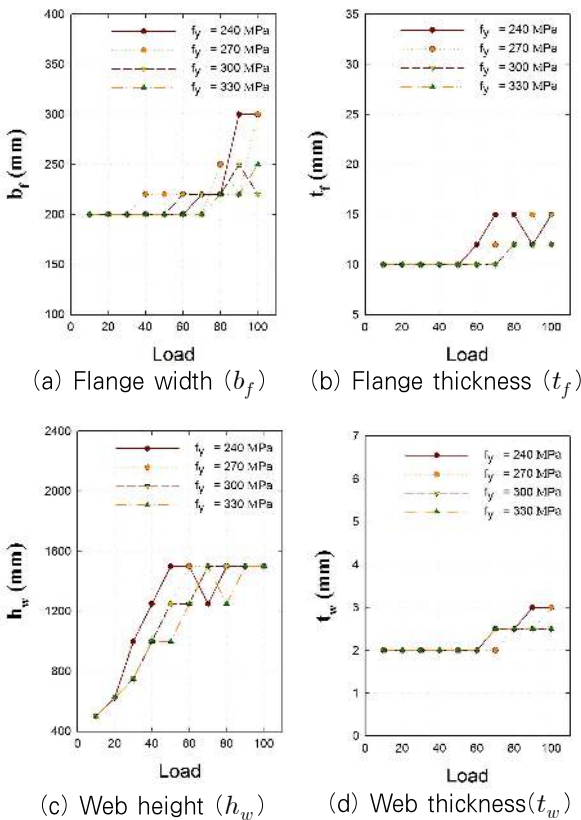 f_y = 240 MPa
f_y = 270 MPa
f_y = 300 MPa
f_y = 330 MPa
400
350
300
250
200
150
100
b_f (mm)
0 20 40 60 80 100
Load
(a) Flange width (b_f)
f_y = 240 MPa
f_y = 270 MPa
f_y = 300 MPa
f_y = 330 MPa
35
30
25
20
15
10
5
t_f (mm)
0 20 40 60 80 100
Load
(b) Flange thickness (t_f)
f_y = 240 MPa
f_y = 270 MPa
f_y = 300 MPa
f_y = 330 MPa
2400
2000
1600
1200
800
400
h_w (mm)
0 20 40 60 80 100
Load
(c) Web height (h_w)
f_y = 240 MPa
f_y = 270 MPa
f_y = 300 MPa
f_y = 330 MPa
7
6
5
4
3
2
1
0
t_w (mm)
0 20 40 60 80 100
Load
(d) Web thickness(t_w)